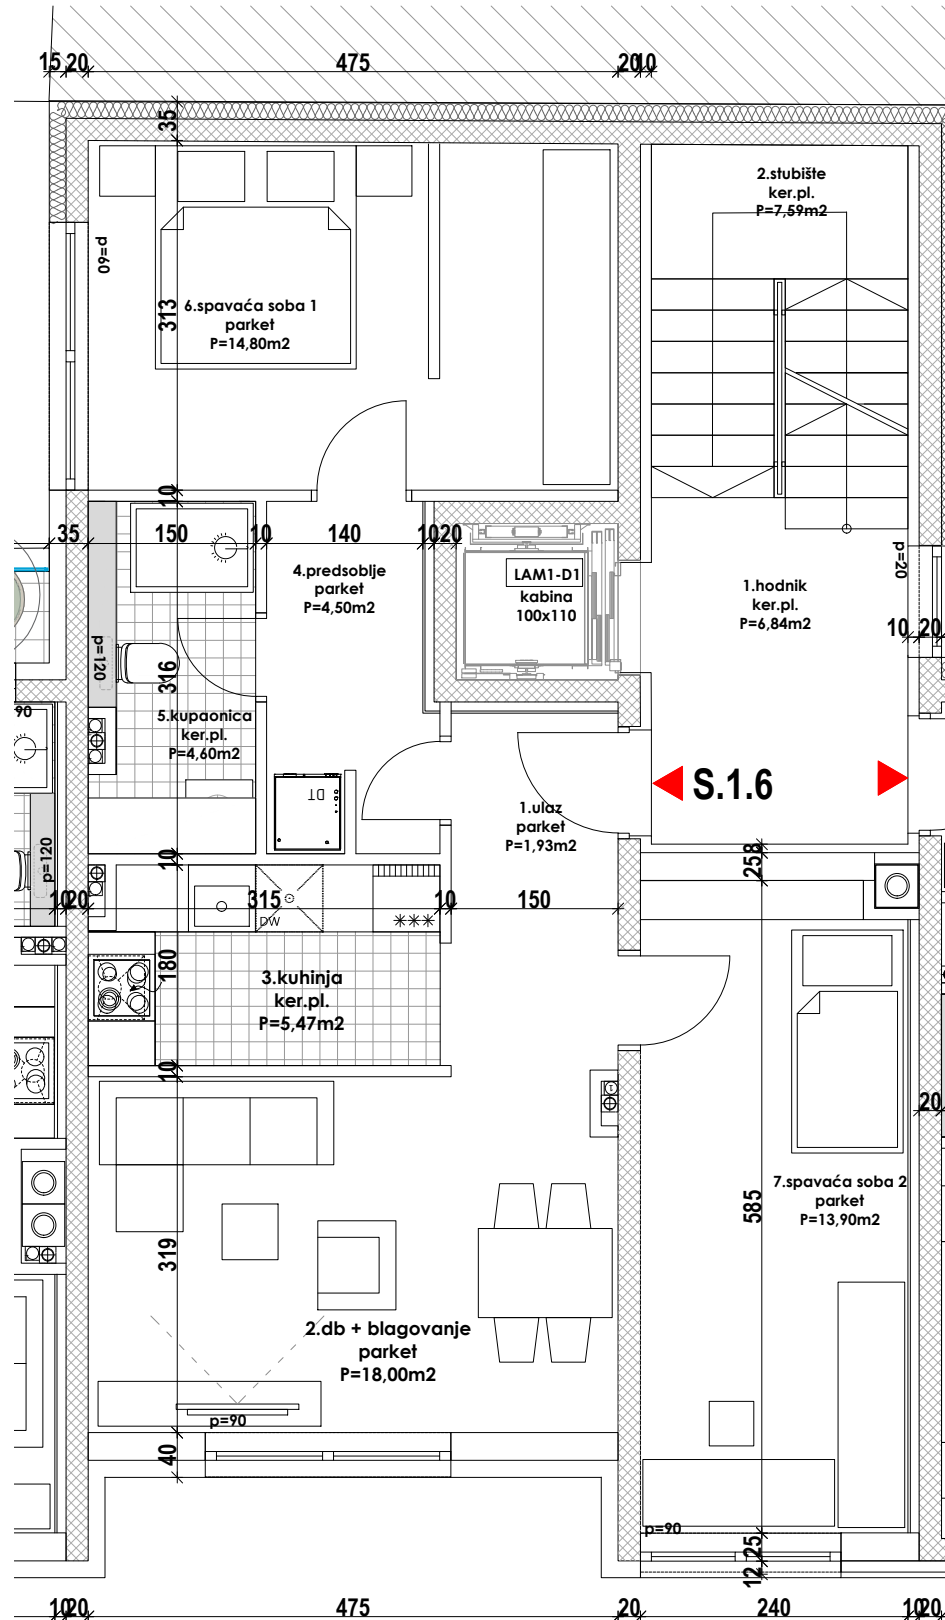 15
20
475
20
10
35
2.stubište
ker.pl.
P=7,59m2
p=60
313
6.spavaća soba 1
parket
P=14,80m2
10
35
150
10
140
10
20
4.predsoblje
parket
P=4,50m2
LAM1-D1
kabina
100x110
1.hodnik
ker.pl.
P=6,84m2
p=20
10
20
p=120
316
90
5.kupaonica
ker.pl.
P=4,60m2
DT
S.1.6
1.ulaz
parket
P=1,93m2
p=120
10
258
10
20
315
10
150
DW
***
180
3.kuhinja
ker.pl.
P=5,47m2
10
1
20
7.spavaća soba 2
parket
P=13,90m2
585
319
2.db + blagovanje
parket
P=18,00m2
p=90
40
p=90
25
12
10
20
475
20
240
10
20